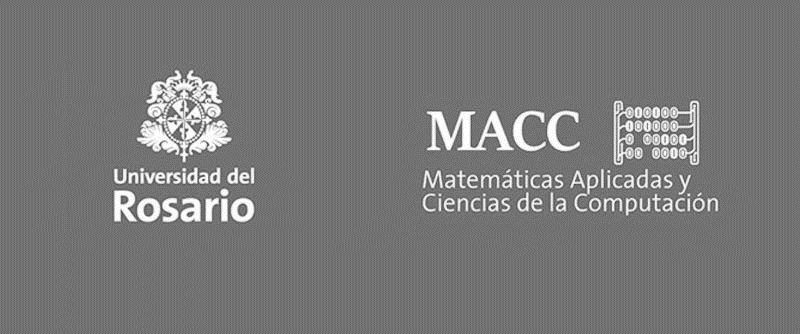 Universidad del
Rosario
MACC
Matemáticas Aplicadas y
Ciencias de la Computación